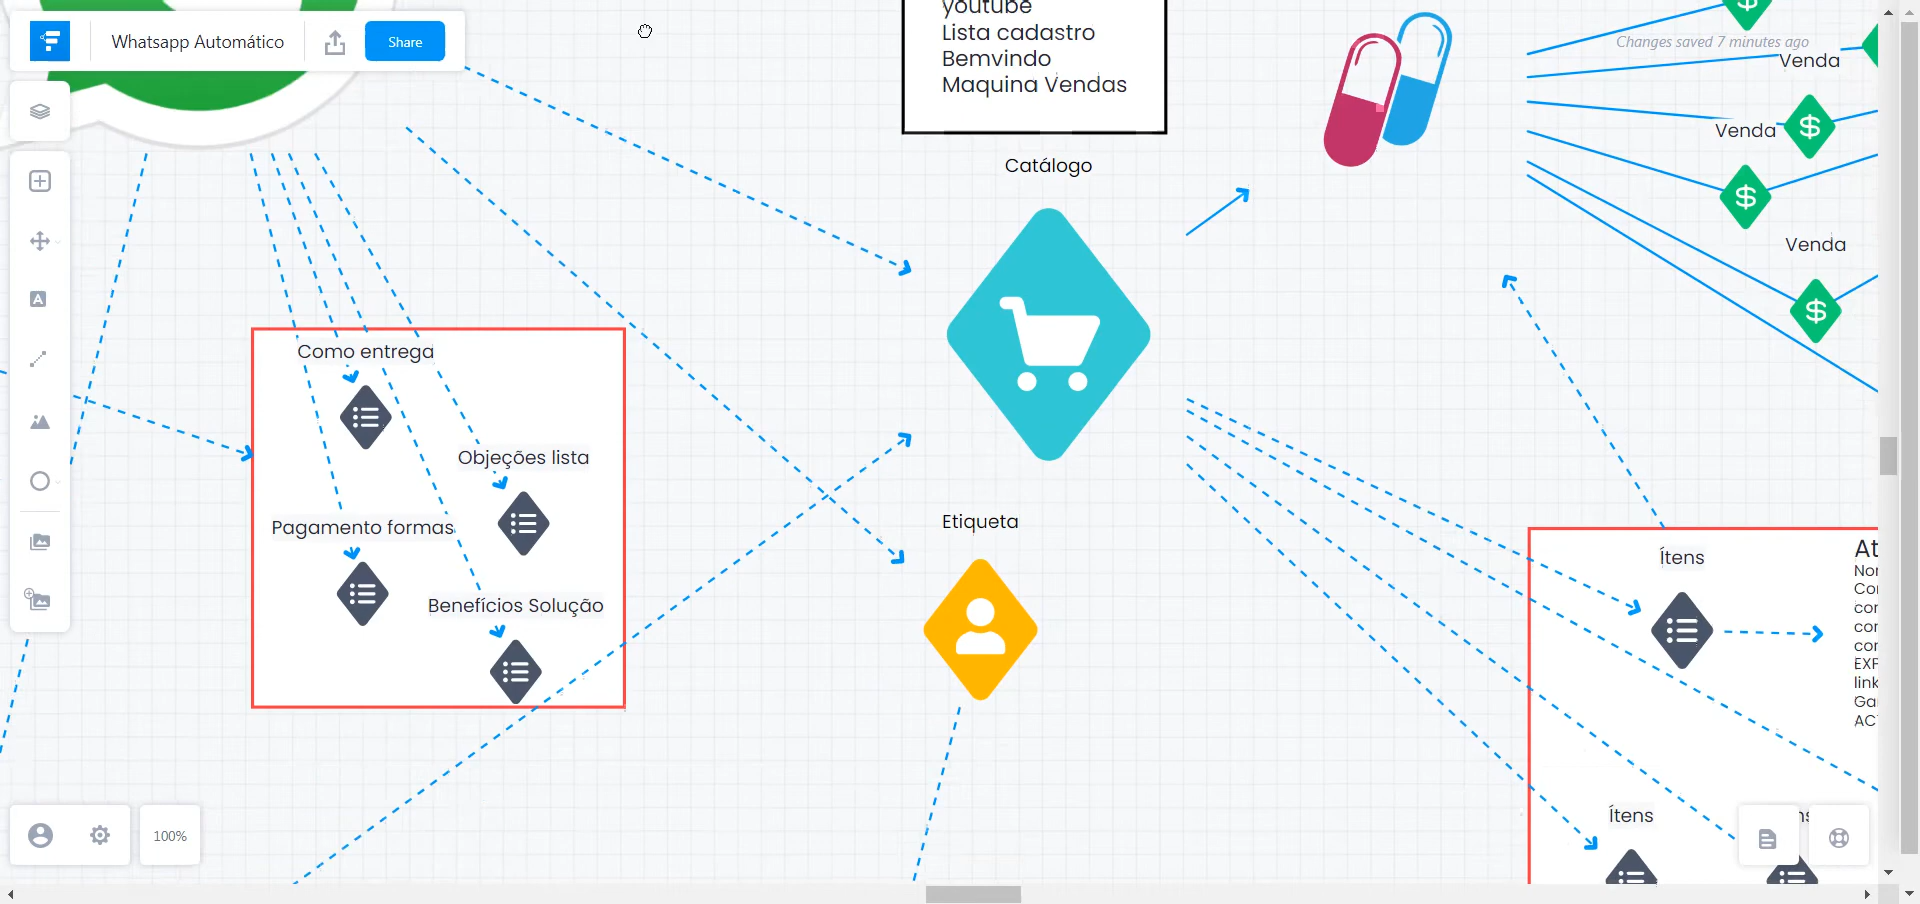 Whatsapp Automático
Share
youtube
Lista cadastro
Bemvindo
Maquina Vendas
Changes saved 7 minutes ago
Venda
Venda
Venda
Catálogo
Como entrega
Objeções lista
Pagamento formas
Benefícios Solução
Etiqueta
Ítens
Ítens
100%